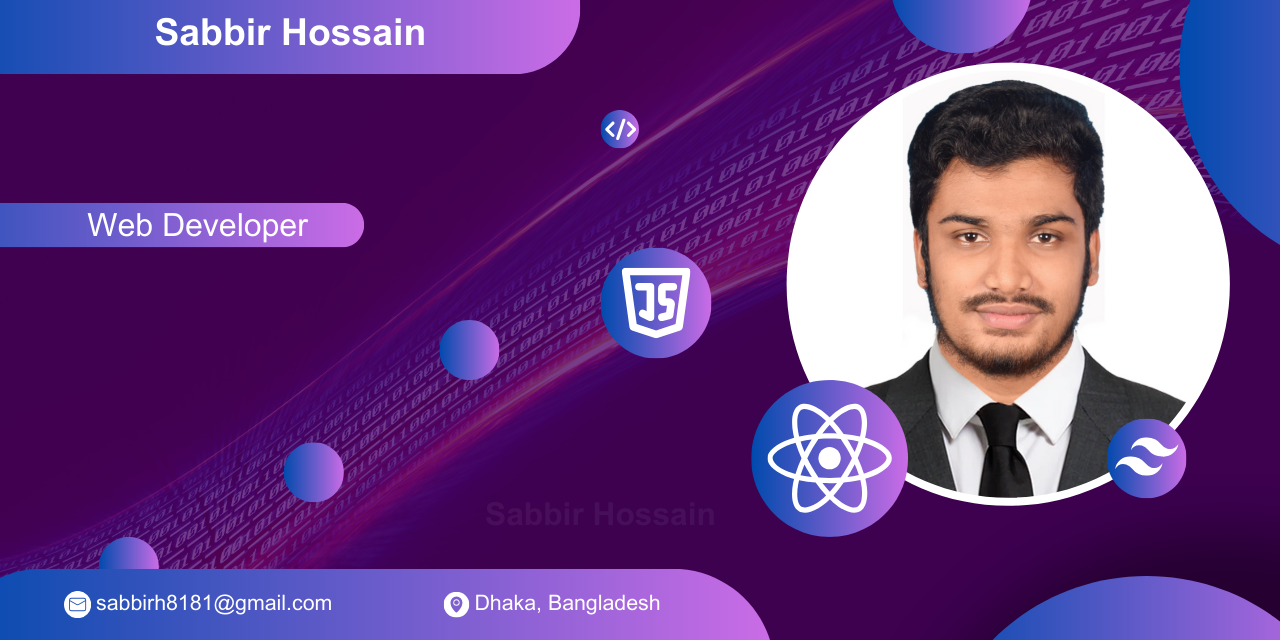 Sabbir Hossain
</>
Web Developer
JS
Sabbir Hossain
sabbirh8181@gmail.com
Dhaka, Bangladesh